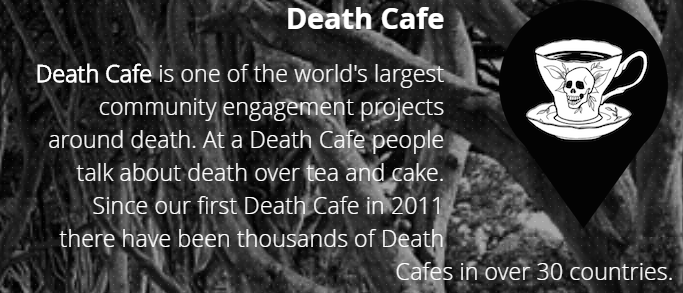 Death Cafe
Death Cafe is one of the world's largest
community engagement projects
around death. At a Death Cafe people
talk about death over tea and cake.
Since our first Death Cafe in 2011
there have been thousands of Death
Cafes in over 30 countries.